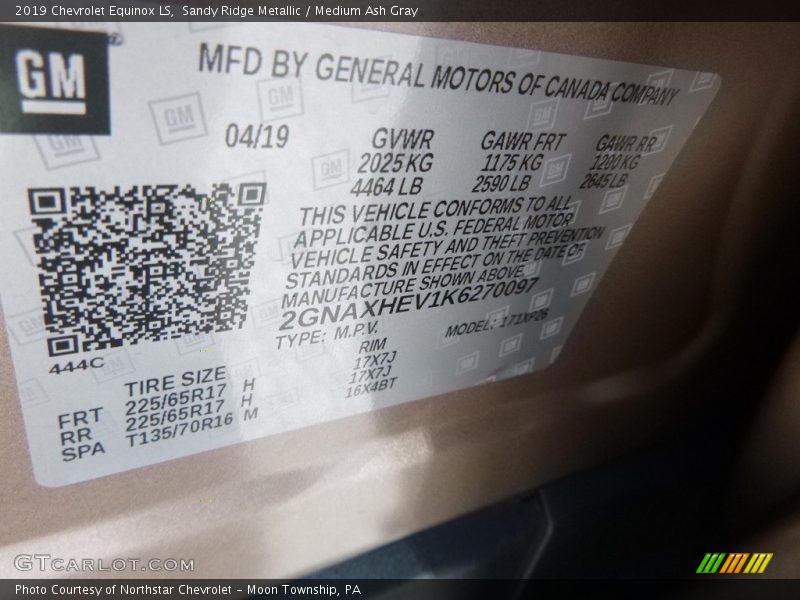 2019 Chevrolet Equinox LS, Sandy Ridge Metallic / Medium Ash Gray
GM
MFD BY GENERAL MOTORS OF CANADA COMPANY
04/19 GVWR GAWR FRT GAWR RR
2025 KG 1175 KG 1200 KG
4464 LB 2590 LB 2645 LB
THIS VEHICLE CONFORMS TO ALL
APPLICABLE U.S. FEDERAL MOTOR
VEHICLE SAFETY AND THEFT PREVENTION
STANDARDS IN EFFECT ON THE DATE OF
MANUFACTURE SHOWN ABOVE
2GNAXHEV1K6270097
TYPE: M.P.V. MODEL: 1XP26
444C
TIRE SIZE RIM
FRT 225/65R17 H 17X7J
RR 225/65R17 H 17X7J
SPA T135/70R16 M 16X4BT
GTCARLOT.COM
Photo Courtesy of Northstar Chevrolet - Moon Township, PA